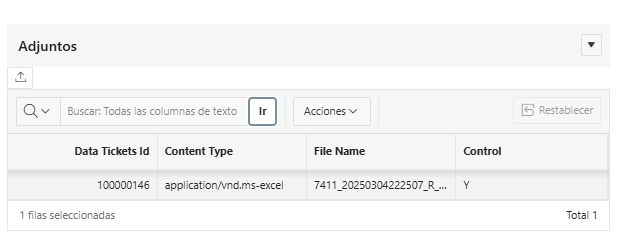 Adjuntos
Buscar: Todas las columnas de texto Ir Acciones Restablecer
Data Tickets Id Content Type File Name Control
100000146 application/vnd.ms-excel 7411_20250304222507_R_... Y
1 filas seleccionadas Total 1